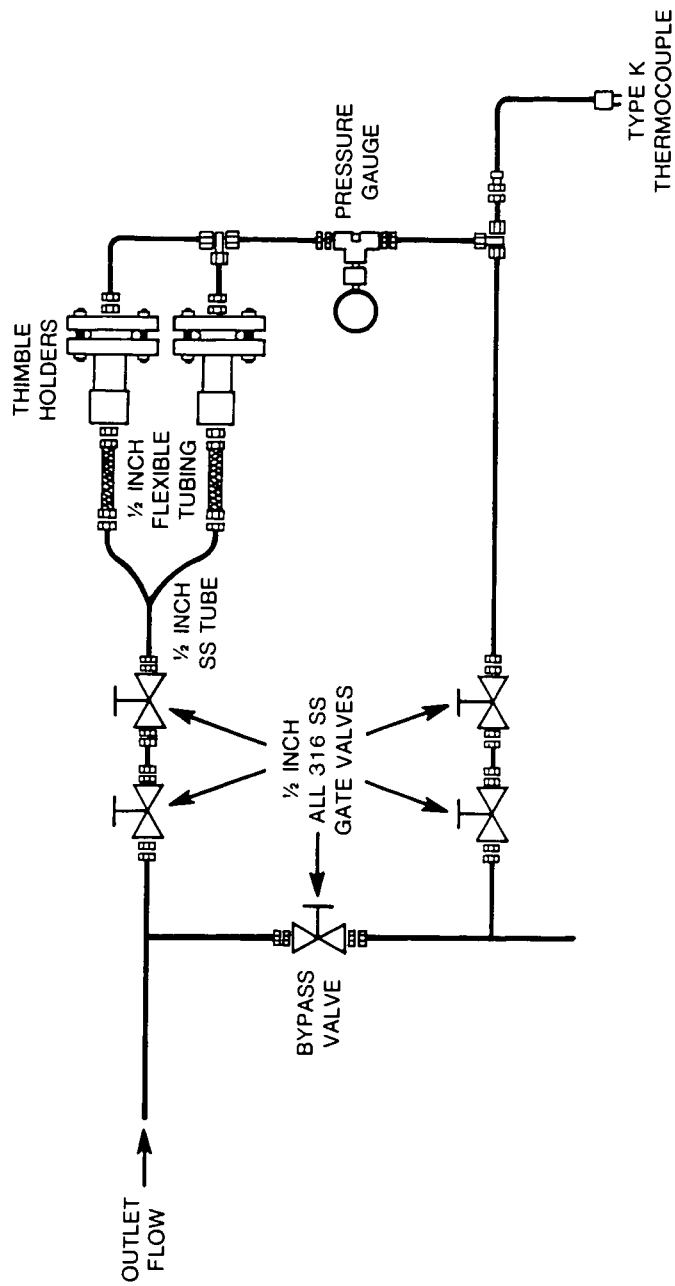 OUTLET
FLOW
BYPASS
VALVE
½ INCH
ALL 316 SS
GATE VALVES
½ INCH
SS TUBE
½ INCH
FLEXIBLE
TUBING
THIMBLE
HOLDERS
PRESSURE
GAUGE
TYPE K
THERMOCOUPLE